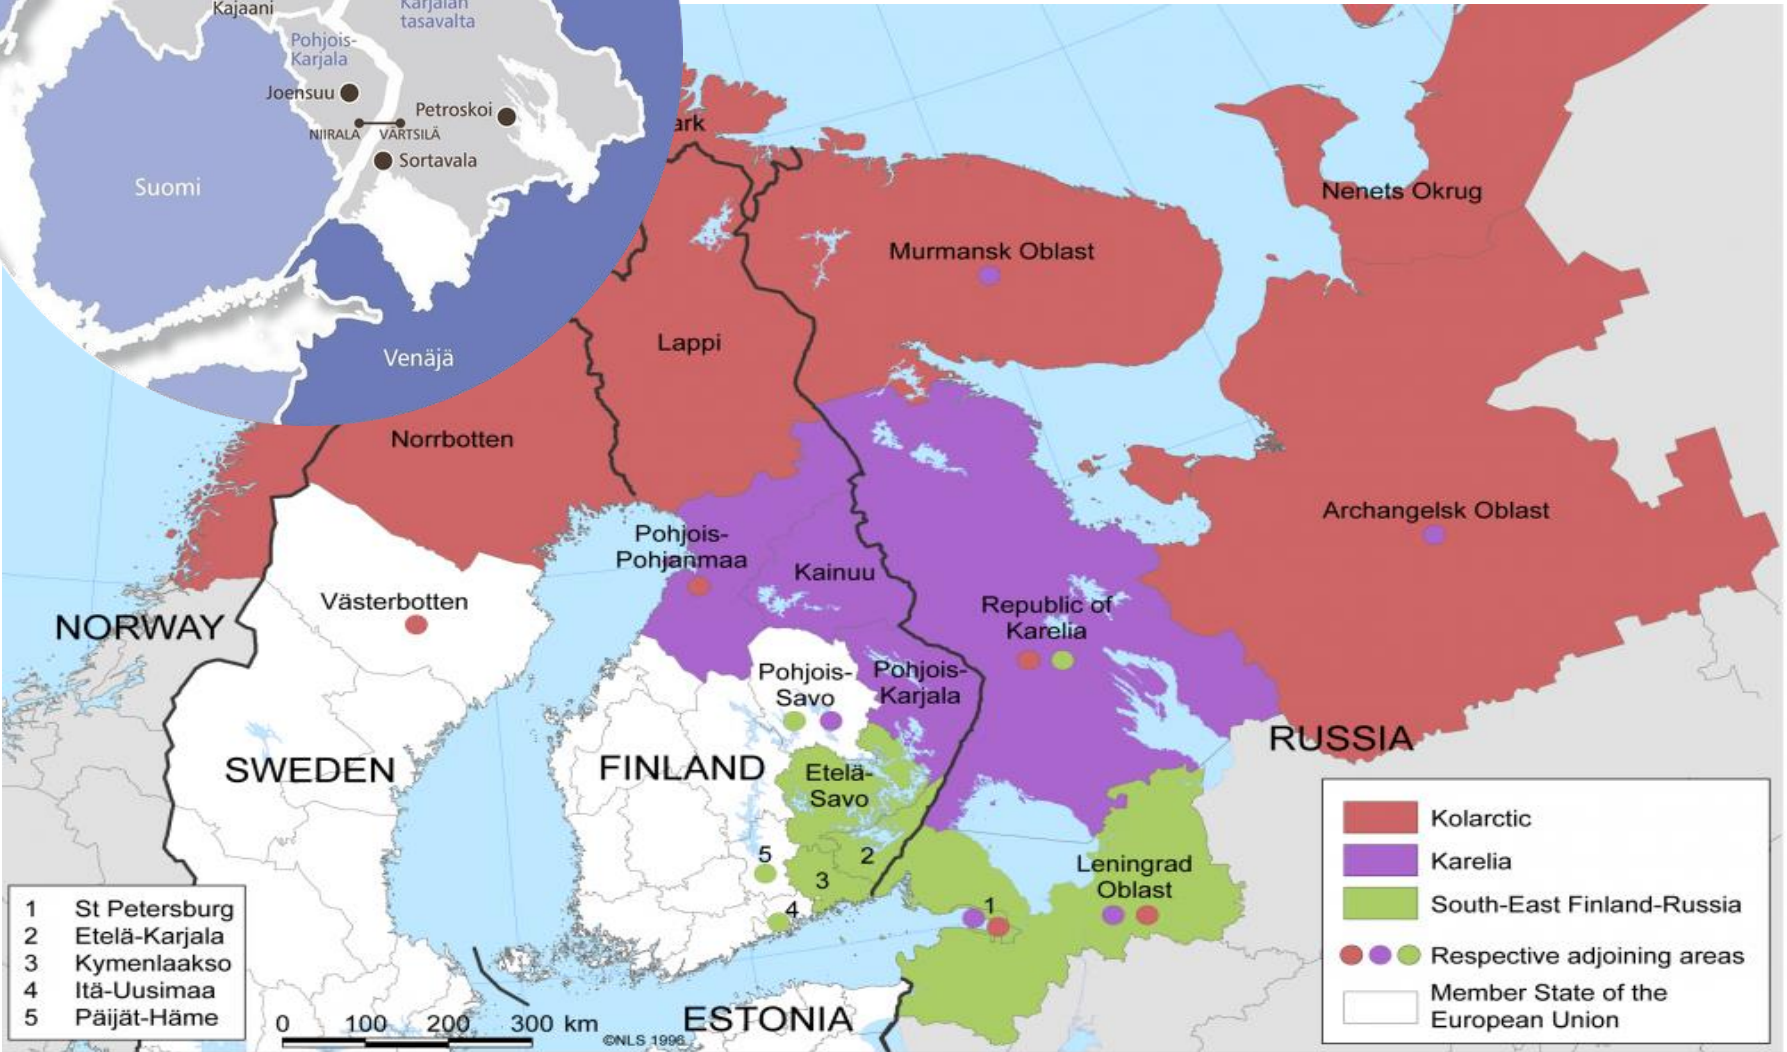 Kajaani
Karjalan
tasavalta
Pohjois-
Karjala
Joensuu
Petroskoi
NIIRALA
VÄRTSILÄ
Sortavala
Suomi
Venäjä
ark
Nenets Okrug
Murmansk Oblast
Lappi
Norrbotten
Archangelsk Oblast
Pohjois-
Pohjanmaa
Kainuu
Västerbotten
Republic of
Karelia
NORWAY
Pohjois-
Savo
Pohjois-
Karjala
RUSSIA
SWEDEN
FINLAND
Etelä-
Savo
5
2
3
4
1
Leningrad
Oblast
ESTONIA
1 St Petersburg
2 Etelä-Karjala
3 Kymenlaakso
4 Itä-Uusimaa
5 Päijät-Häme
0 100 200 300 km
©NLS 1996
Kolarctic
Karelia
South-East Finland-Russia
Respective adjoining areas
Member State of the
European Union